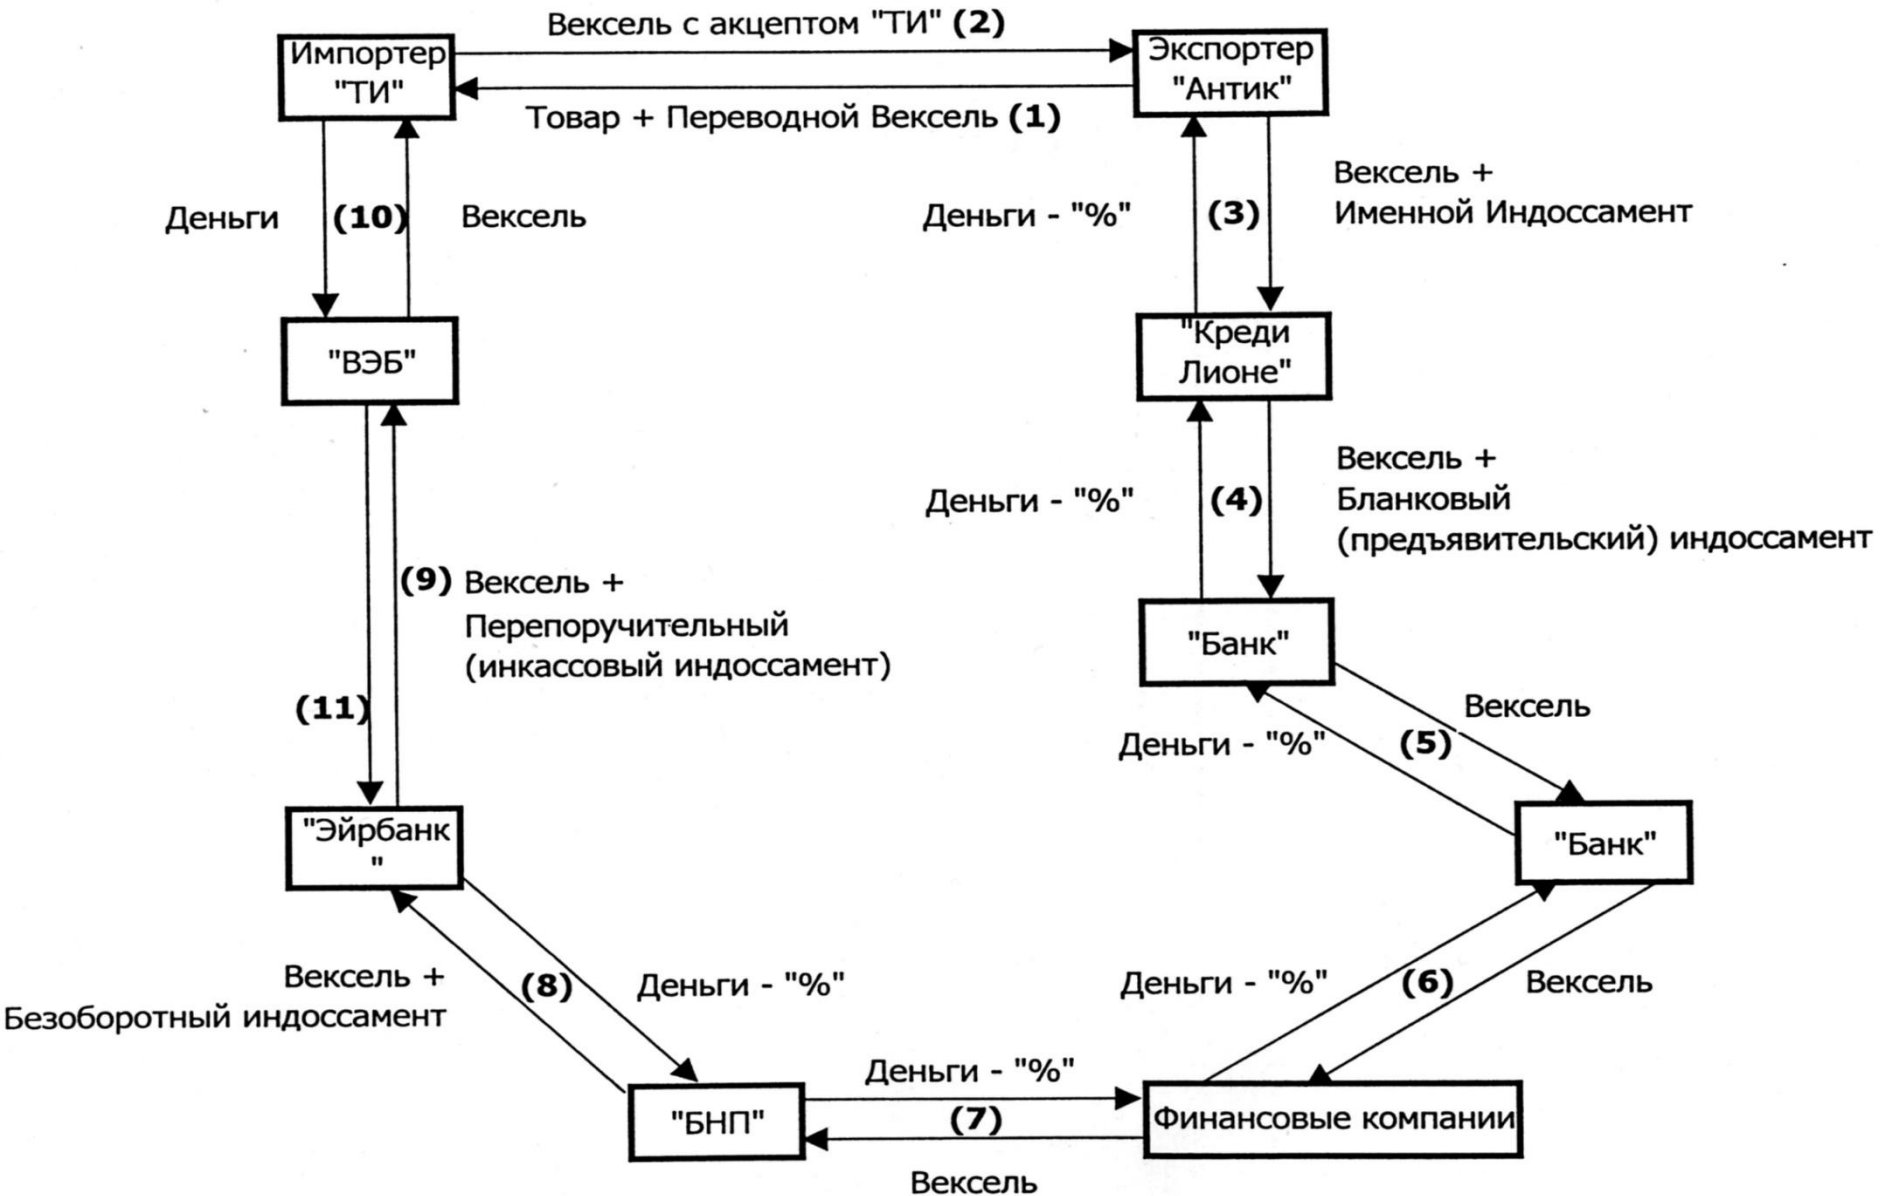 Вексель с акцептом "ТИ" (2)
Импортер
"ТИ"
Экспортер
"Антик"
Товар + Переводной Вексель (1)
Деньги
(10)
Вексель
Деньги - "%"
(3)
Вексель +
Именной Индоссамент
"ВЭБ"
"Креди
Лионе"
Деньги - "%"
(4)
Вексель +
Бланковый
(предъявительский) индоссамент
(9) Вексель +
Перепоручительный
(инкассовый индоссамент)
(11)
"Банк"
Вексель
Деньги - "%"
(5)
"Эйрбанк
"
"Банк"
Вексель +
Безоборотный индоссамент
(8)
Деньги - "%"
Деньги - "%"
(6)
Вексель
Деньги - "%"
"БНП"
(7)
Финансовые компании
Вексель